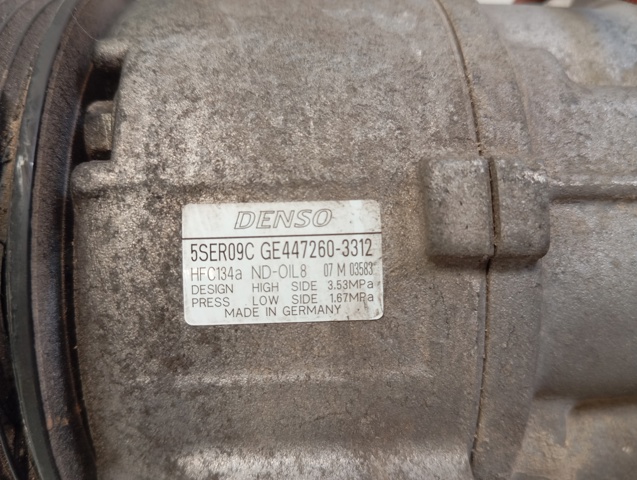 DENSO
5SER09C GE447260-3312
HFC134a ND-OIL8 07 M 03583
DESIGN HIGH SIDE 3.53MPa
PRESS LOW SIDE 1.67MPa
MADE IN GERMANY